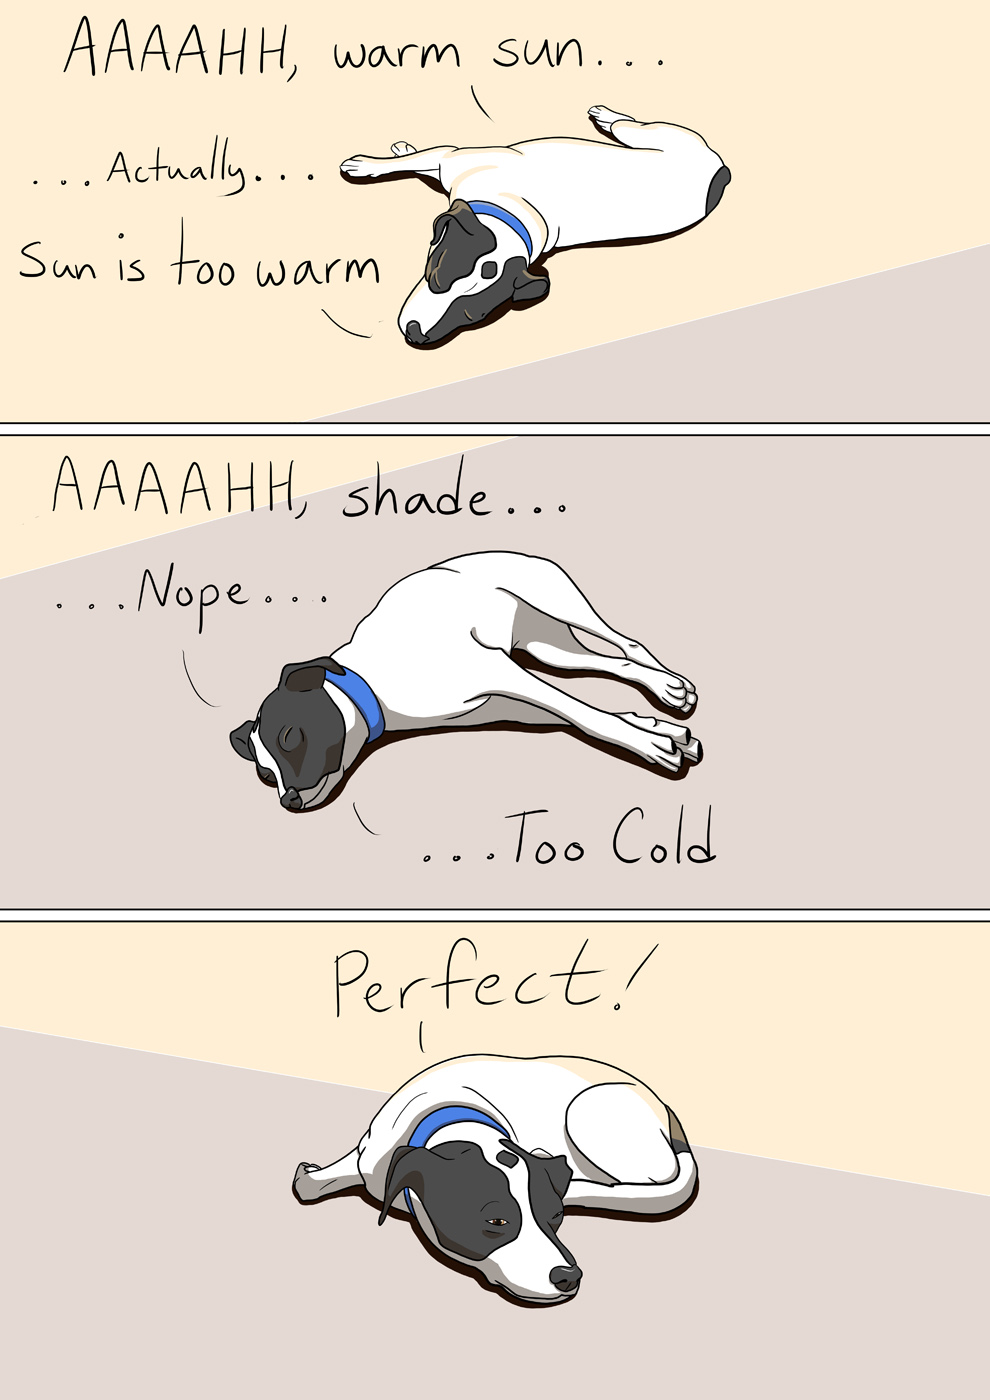 AAAAHH, warm sun...
...Actually...
Sun is too warm
AAAAHH, shade...
...Nope...
...Too Cold
Perfect!